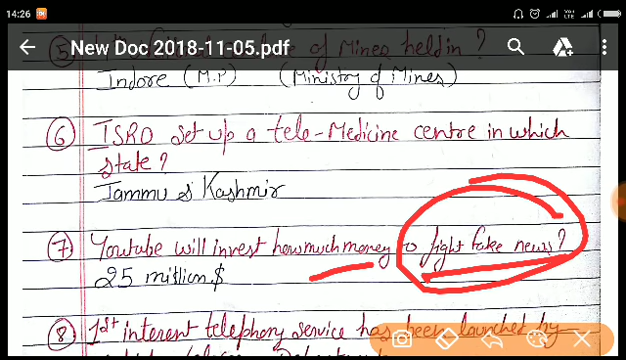 14:26
New Doc 2018-11-05.pdf
of Mines held in ?
Indore (M.P) (Ministry of Mines)
6 ISRO set up a tele-Medicine centre in which
state?
Jammu & Kashmir
7 Youtube will invest how much money to fight fake news?
25 million $
8 1st internet telephony service has been launched by